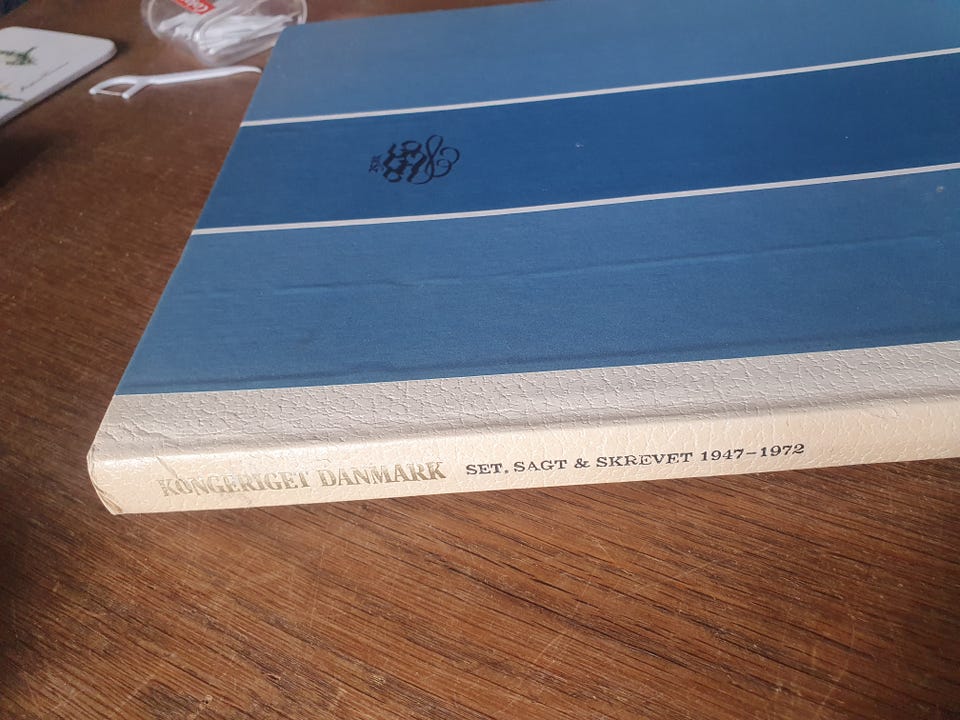 KONGERIGET DANMARK SET, SAGT & SKREVET 1947-1972